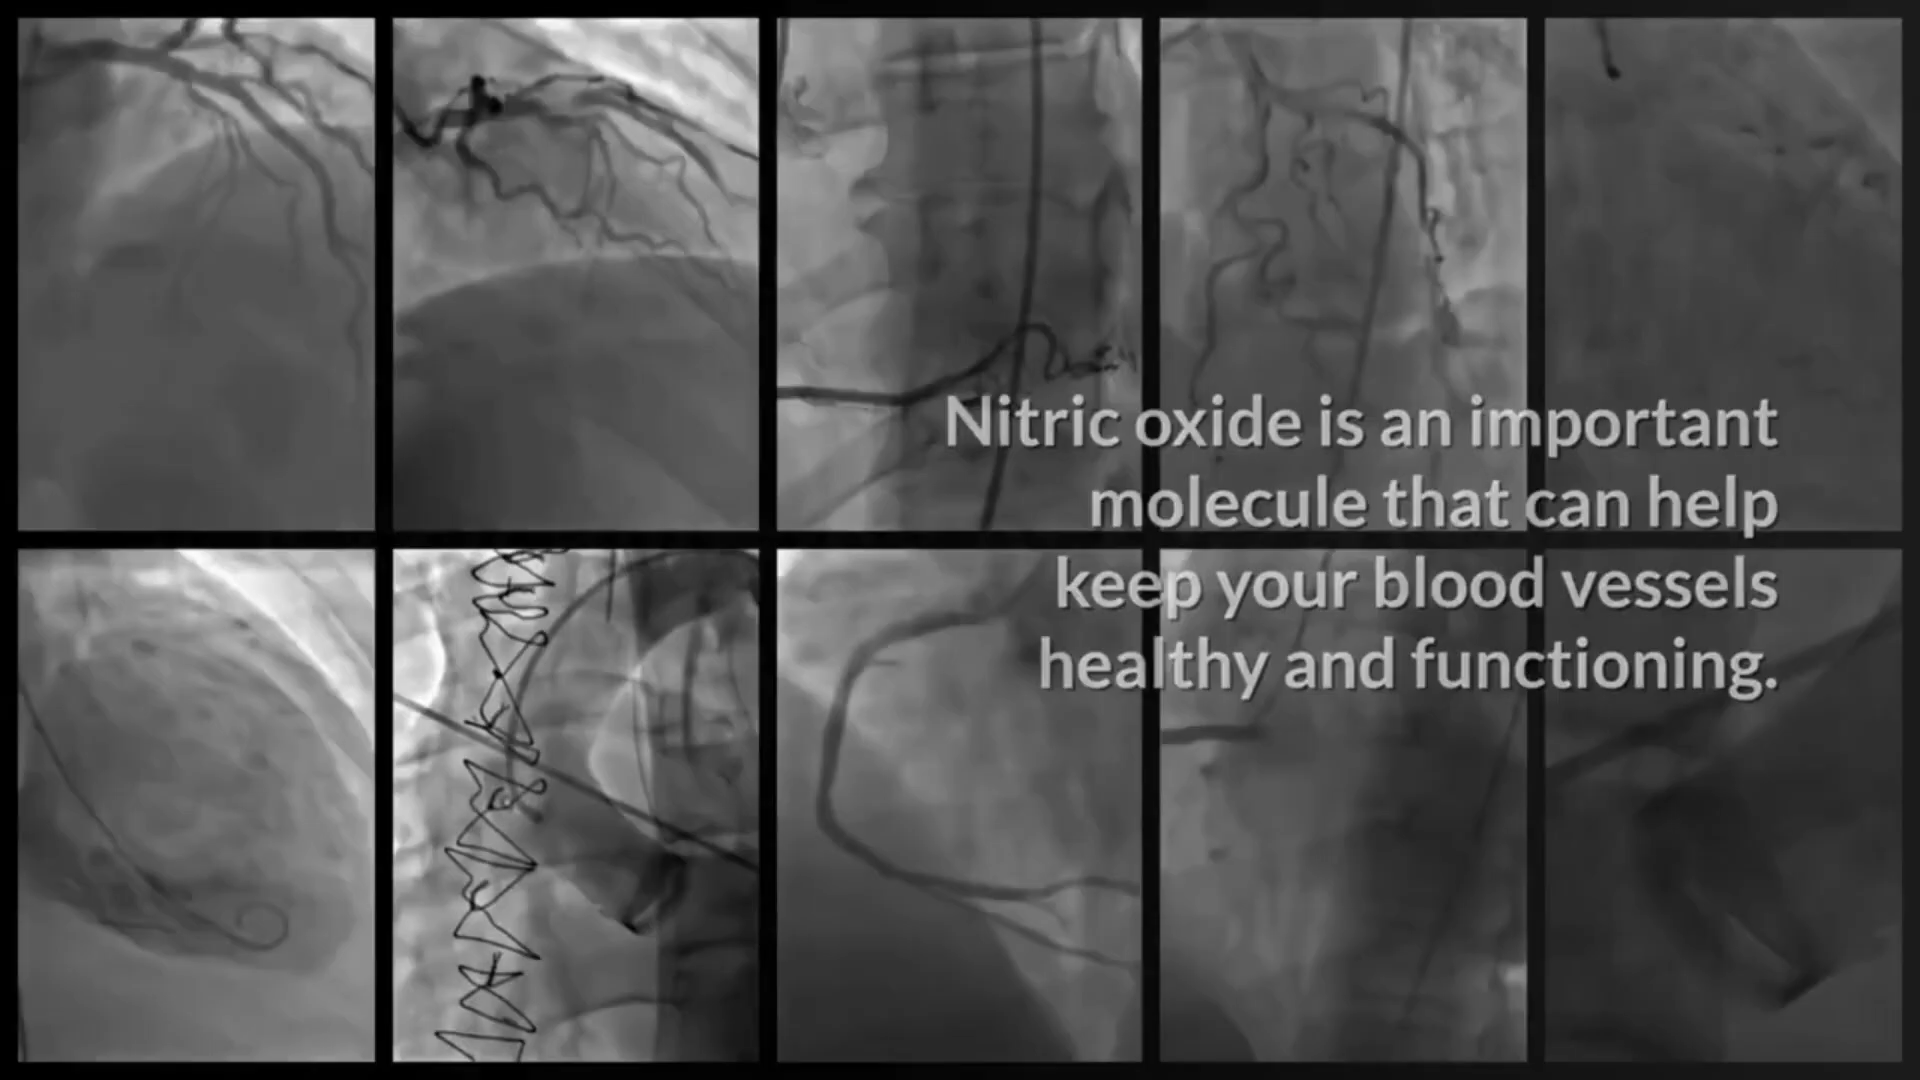 Nitric oxide is an important
molecule that can help
keep your blood vessels
healthy and functioning.